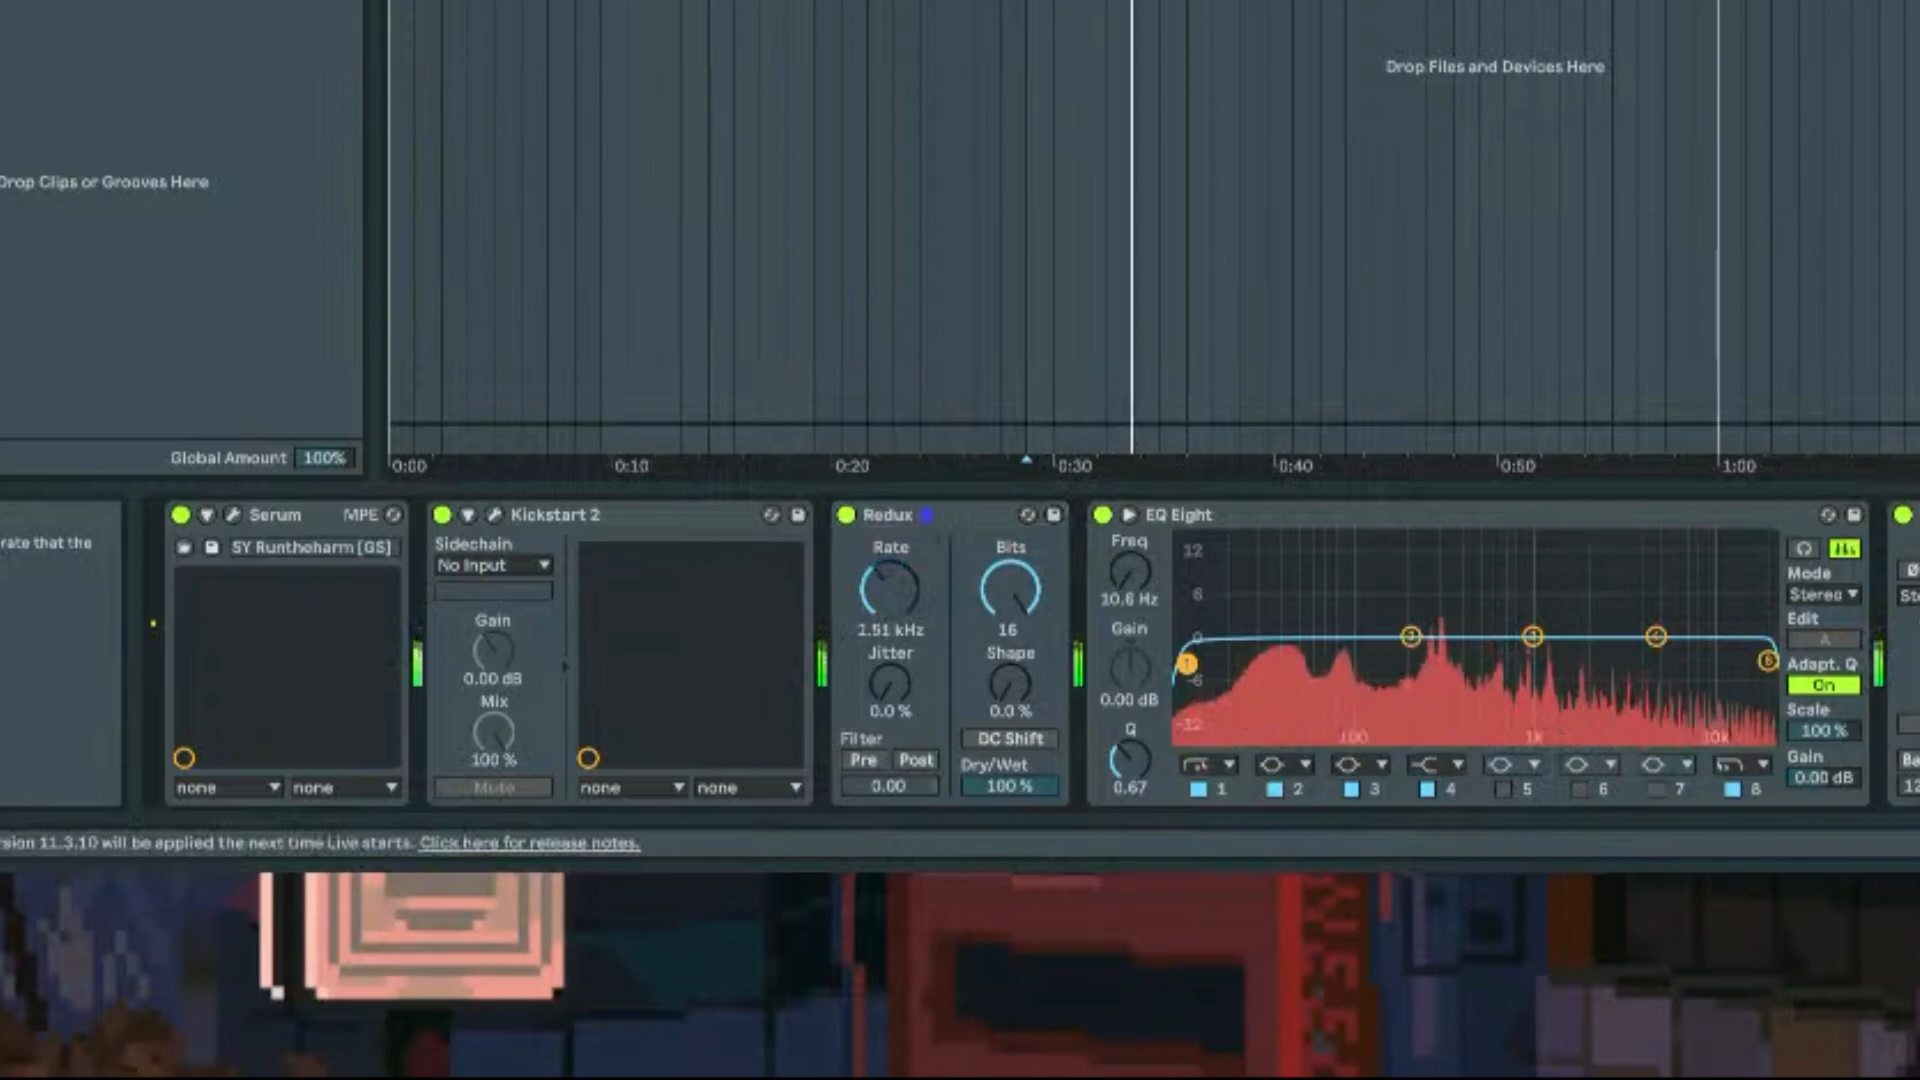 Drop Files and Devices Here
Drop Clips or Grooves Here
Global Amount 100%
0:00 0:10 0:20 0:30 0:40 0:50 1:00
rate that the
Serum MPE
SY Runtheharm [GS]
none none
Kickstart 2
Sidechain
No Input
Gain
0.00 dB
Mix
100 %
Mute
none none
Redux
Rate
1.51 kHz
Jitter
0.0 %
Filter
Pre Post
0.00
Bits
16
Shape
0.0 %
DC Shift
Dry/Wet
100 %
EQ Eight
Freq
10.6 Hz
Gain
0.00 dB
Q
0.67
12
6
0
-6
-12
100 1k 10k
1 2 3 4 5 6 7 8
Mode
Stereo
Edit
A
Adapt. Q
On
Scale
100 %
Gain
0.00 dB
rsion 11.3.10 will be applied the next time Live starts. Click here for release notes.